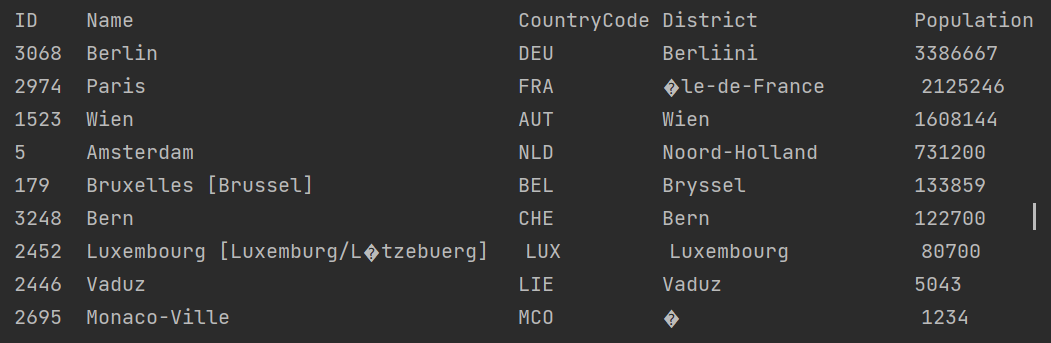 ID Name CountryCode District Population
3068 Berlin DEU Berliini 3386667
2974 Paris FRA �le-de-France 2125246
1523 Wien AUT Wien 1608144
5 Amsterdam NLD Noord-Holland 731200
179 Bruxelles [Brussel] BEL Bryssel 133859
3248 Bern CHE Bern 122700
2452 Luxembourg [Luxemburg/L�tzebuerg] LUX Luxembourg 80700
2446 Vaduz LIE Vaduz 5043
2695 Monaco-Ville MCO � 1234